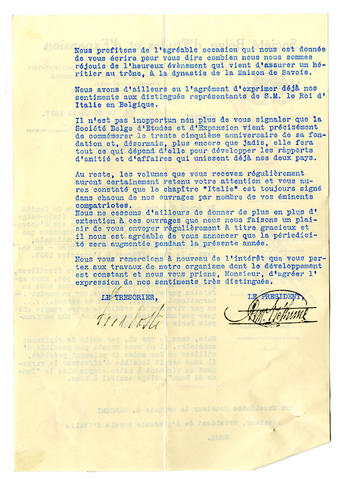 Nous profitons de l'agréable occasion qui nous est donnée
de vous écrire pour vous dire combien nous nous sommes
réjouis de l'heureux évènement qui vient d'assurer un hé-
ritier au trône, à la dynastie de la Maison de Savoie.
Nous avons d'ailleurs eu l'agrément d'exprimer déjà nos
sentiments aux distingués représentants de S.M. le Roi d'
Italie en Belgique.
Il n'est pas inopportun non plus de vous signaler que la
Société Belge d'Etudes et d'Expansion vient précisément
de commémorer le trente cinquième anniversaire de sa fon-
dation et, désormais, plus encore que jadis, elle fera
tout ce qui dépend d'elle pour développer les rapports
d'amitié et d'affaires qui unissent déjà nos deux pays.
Au reste, les volumes que vous recevez régulièrement
auront certainement retenu votre attention et vous au-
rez constaté que le chapitre "Italie" est toujours signé
dans chacun de nos ouvrages par nombre de vos éminents
compatriotes.
Nous ne cessons d'ailleurs de donner de plus en plus d'
extention à ces ouvrages que nous nous faisons un plai-
sir de vous envoyer régulièrement à titre gracieux et
il nous est agréable de vous annoncer que la périodici-
té sera augmentée pendant la présente année.
Nous vous remercions à nouveau de l'intérêt que vous por-
tez aux travaux de notre organisme dont le développement
est constant et nous vous prions, Monsieur, d'agréer l'
expression de nos sentiments très distingués.
LE TRESORIER, LE PRESIDENT,